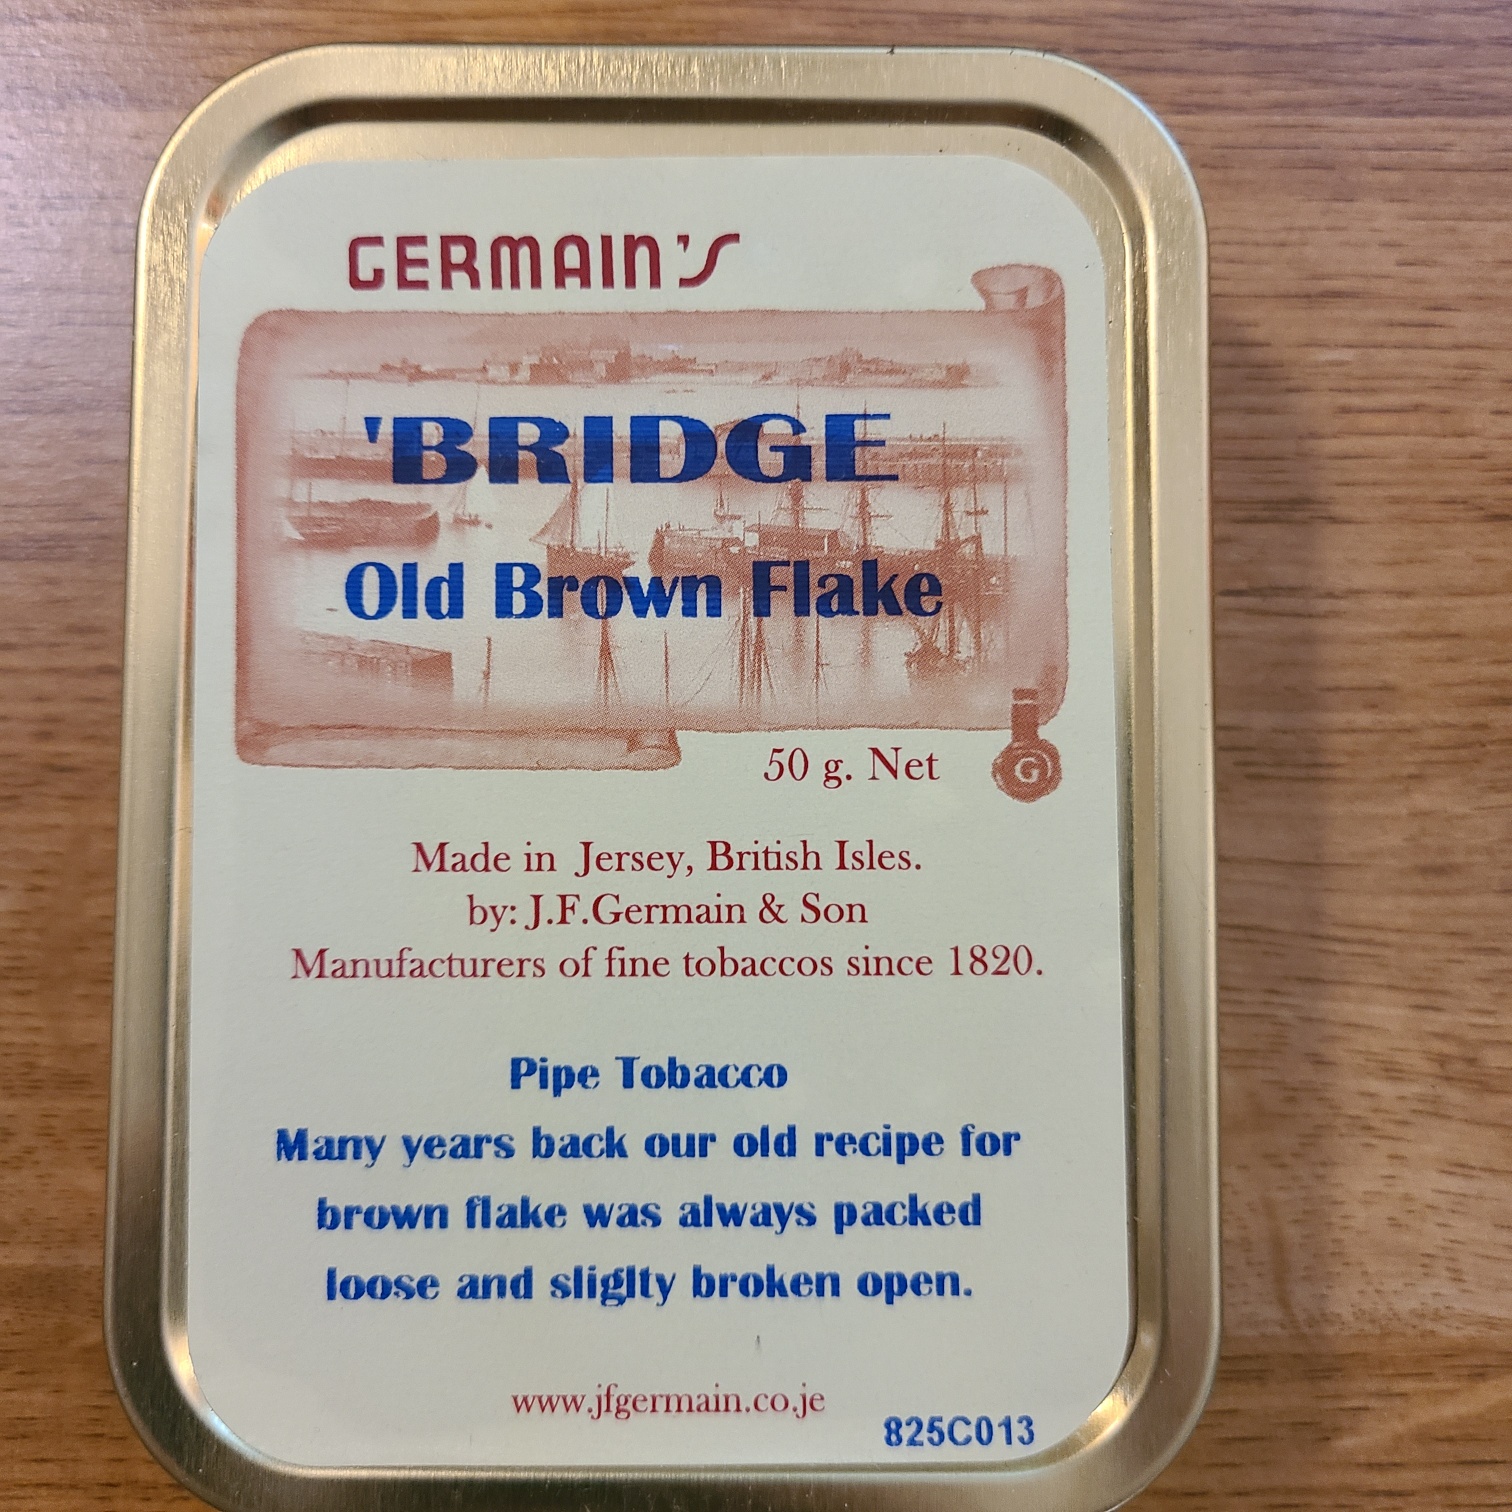 GERMAIN'S
'BRIDGE
Old Brown Flake
50 g. Net
G
Made in Jersey, British Isles.
by: J.F.Germain & Son
Manufacturers of fine tobaccos since 1820.
Pipe Tobacco
Many years back our old recipe for
brown flake was always packed
loose and sliglty broken open.
www.jfgermain.co.je
825C013